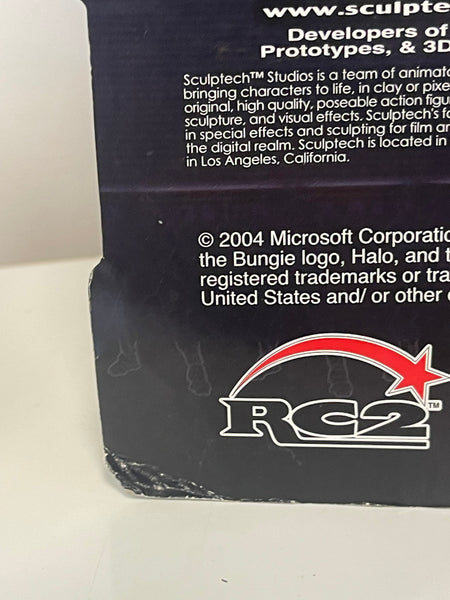 www.sculpte
Developers of
Prototypes, & 3D
Sculptech™ Studios is a team of animato
bringing characters to life, in clay or pixe
original, high quality, poseable action figu
sculpture, and visual effects. Sculptech's fo
in special effects and sculpting for film an
the digital realm. Sculptech is located in
in Los Angeles, California.
© 2004 Microsoft Corporatio
the Bungie logo, Halo, and t
registered trademarks or tra
United States and/ or other c
RC2™